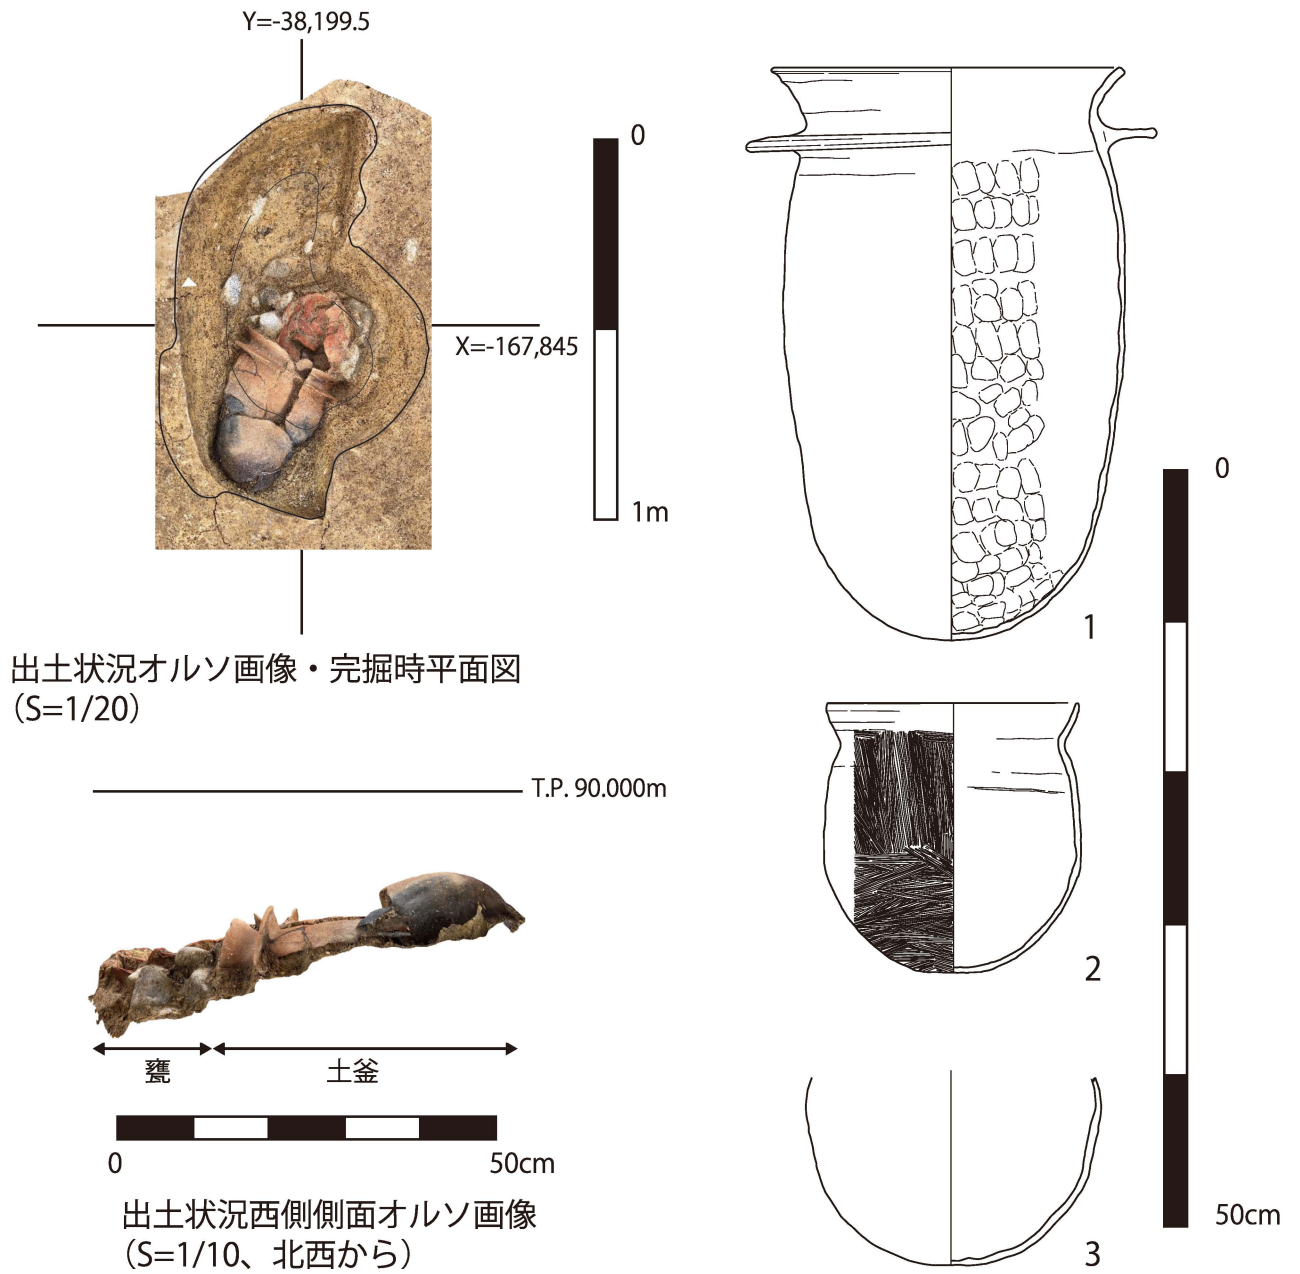 Y=-38,199.5
0
X=-167,845
1m
出土状況オルソ画像・完掘時平面図
（S=1/20）
T.P. 90.000m
甕
土釜
0
50cm
出土状況西側側面オルソ画像
（S=1/10、北西から）
1
2
3
0
50cm